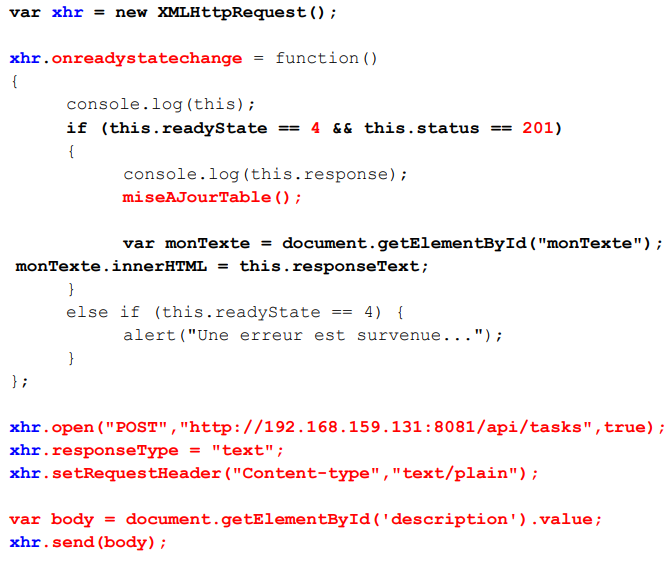 var xhr = new XMLHttpRequest();
xhr.onreadystatechange = function()
{
console.log(this);
if (this.readyState == 4 && this.status == 201)
{
console.log(this.response);
miseAJourTable();
var monTexte = document.getElementById("monTexte");
monTexte.innerHTML = this.responseText;
}
else if (this.readyState == 4) {
alert("Une erreur est survenue...");
}
};
xhr.open("POST","http://192.168.159.131:8081/api/tasks",true);
xhr.responseType = "text";
xhr.setRequestHeader("Content-type","text/plain");
var body = document.getElementById('description').value;
xhr.send(body);